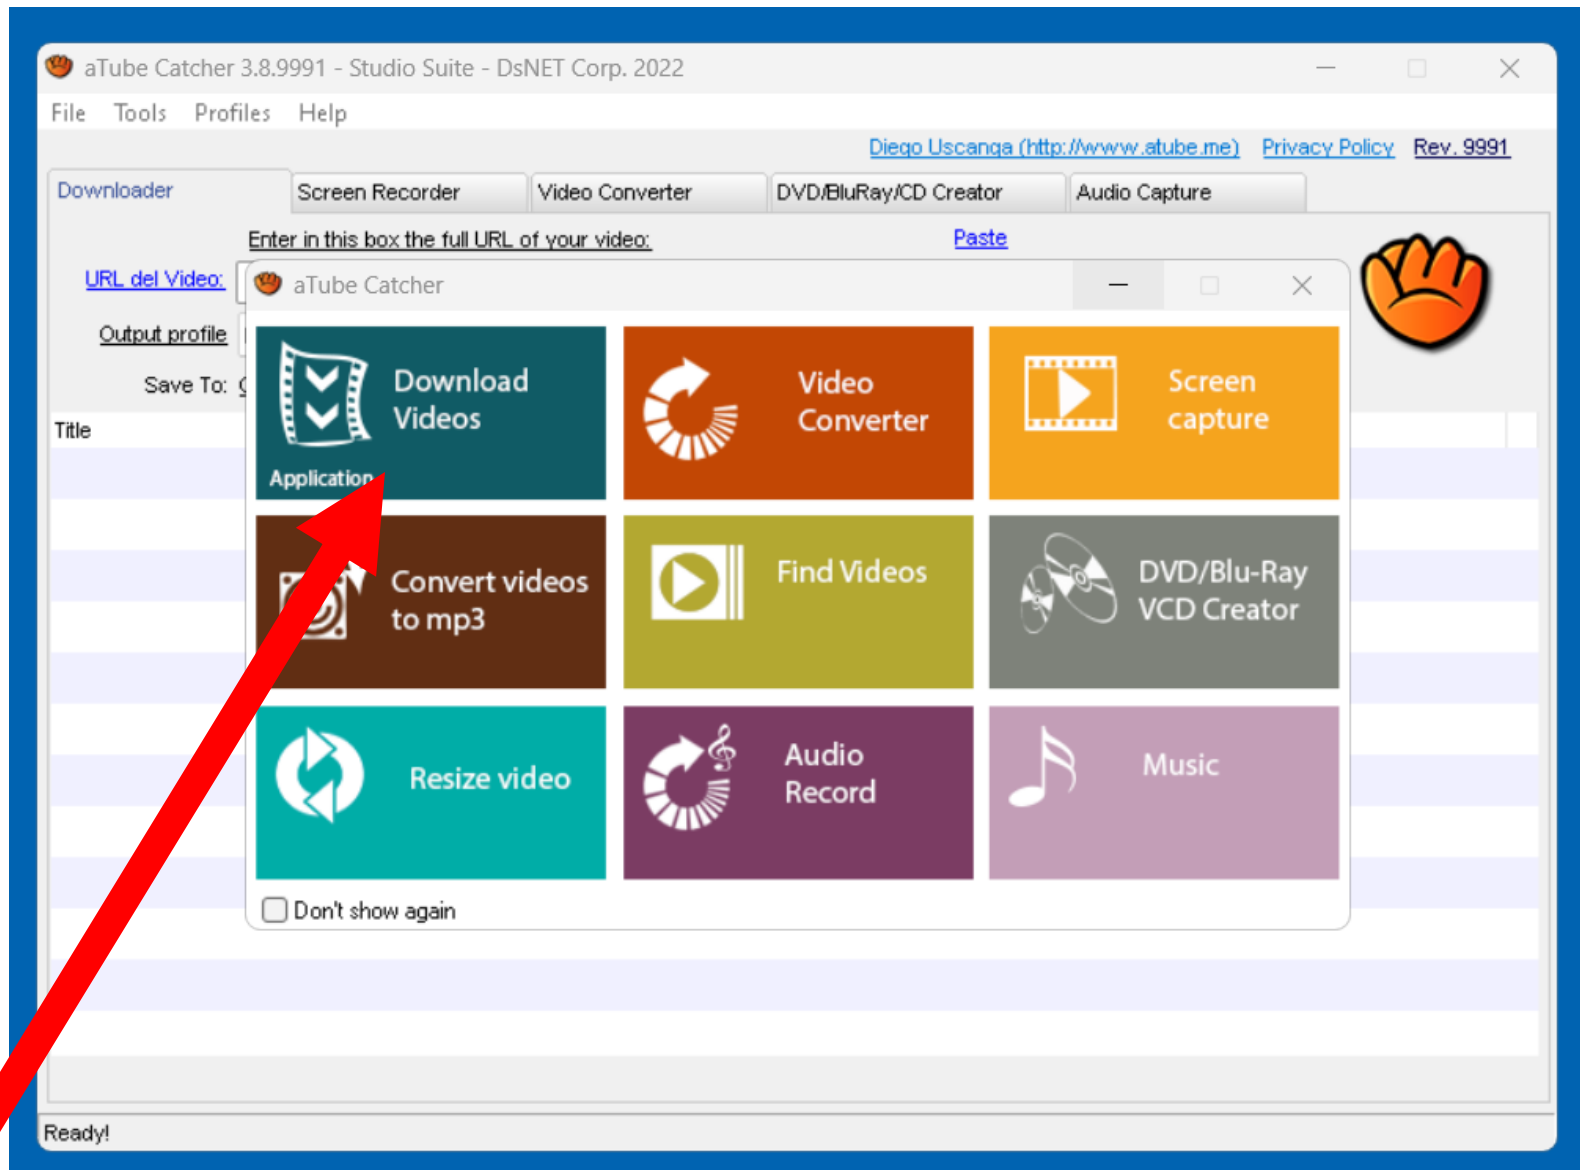 aTube Catcher 3.8.9991 - Studio Suite - DsNET Corp. 2022
File Tools Profiles Help
Diego Uscanga (http://www.atube.me) Privacy Policy Rev. 9991
Downloader Screen Recorder Video Converter DVD/BluRay/CD Creator Audio Capture
Enter in this box the full URL of your video: Paste
URL del Video:
Output profile
Save To:
Title
aTube Catcher
Download
Videos
Application
Video
Converter
Screen
capture
Convert videos
to mp3
Find Videos
DVD/Blu-Ray
VCD Creator
Resize video
Audio
Record
Music
Don't show again
Ready!